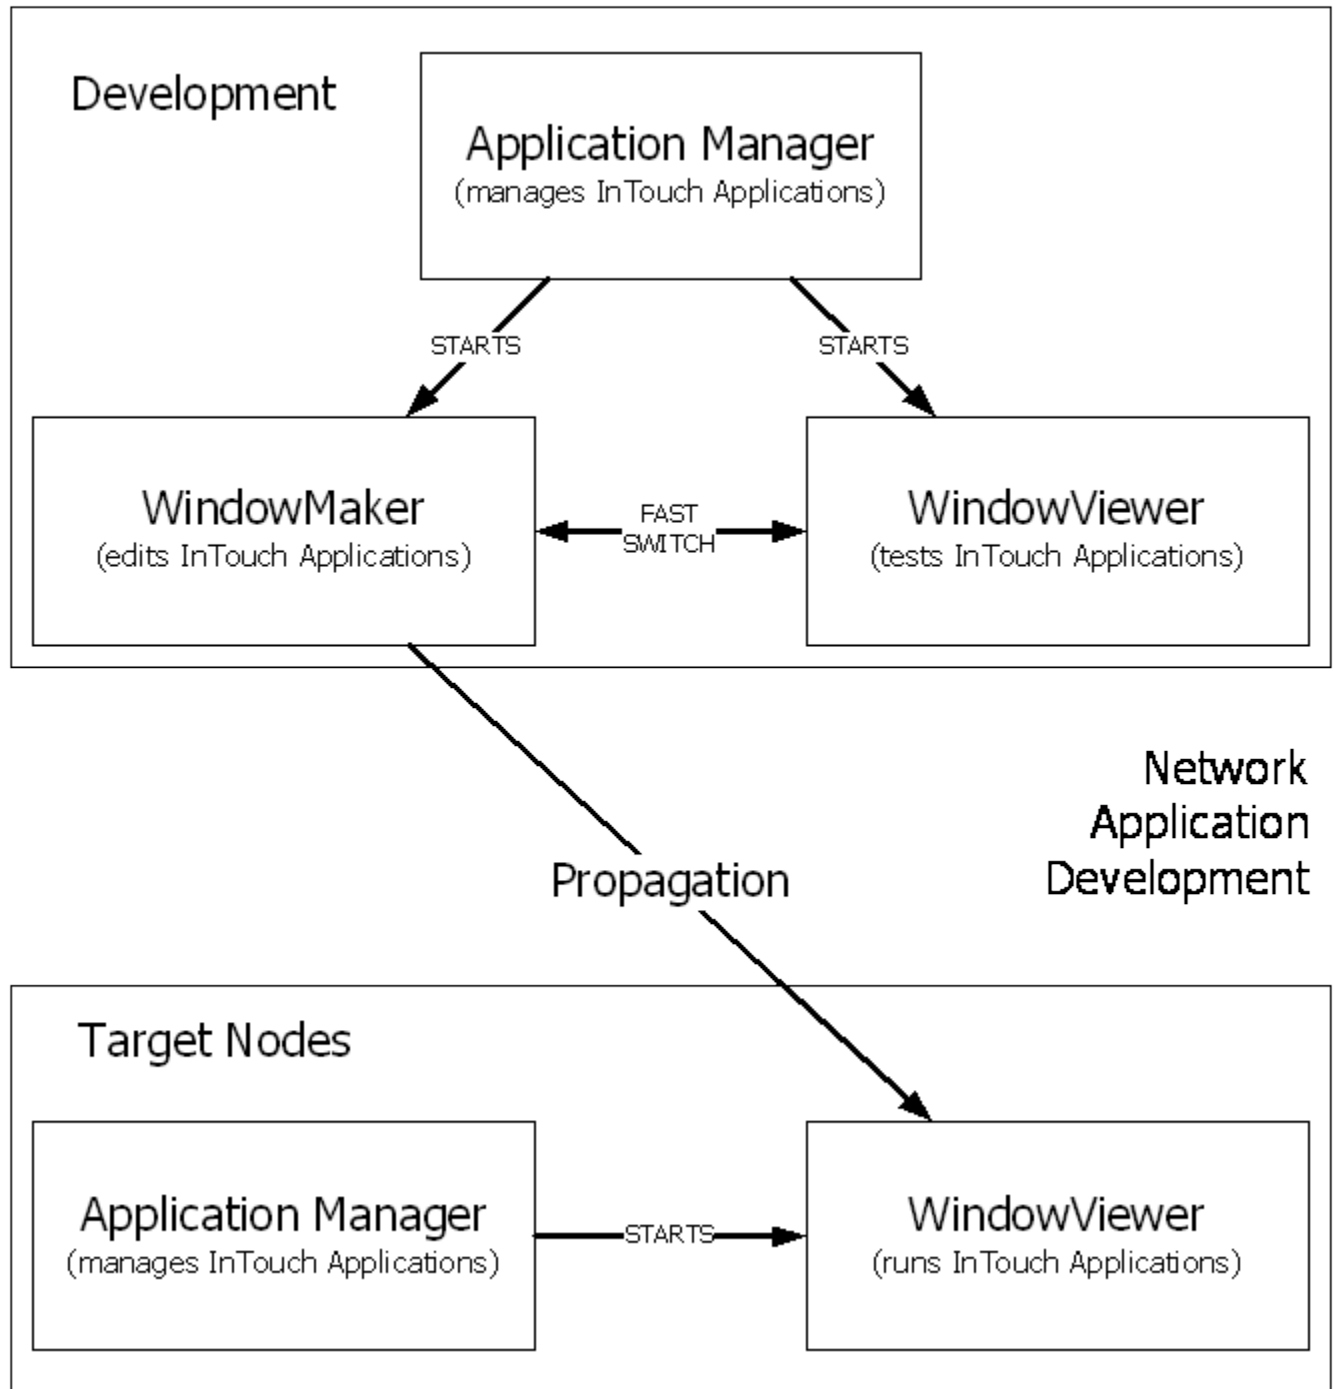 Development
Application Manager
(manages InTouch Applications)
STARTS
STARTS
WindowMaker
(edits InTouch Applications)
FAST
SWITCH
WindowViewer
(tests InTouch Applications)
Network
Application
Development
Propagation
Target Nodes
Application Manager
(manages InTouch Applications)
STARTS
WindowViewer
(runs InTouch Applications)